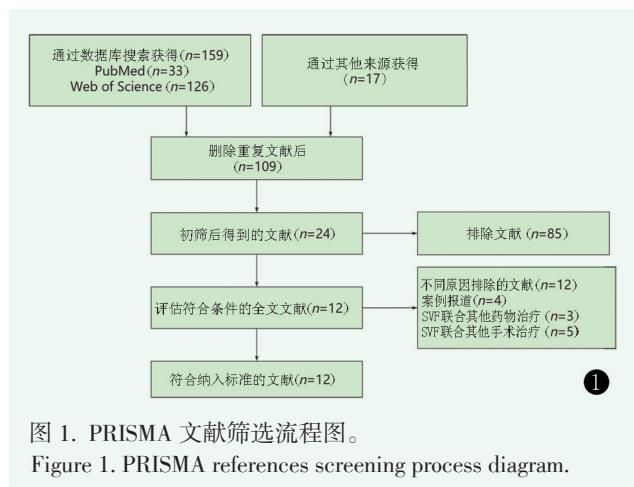 通过数据库搜索获得(n=159)
PubMed(n=33)
Web of Science(n=126)
通过其他来源获得
(n=17)
删除重复文献后
(n=109)
初筛后得到的文献(n=24)
排除文献(n=85)
评估符合条件的全文文献(n=12)
不同原因排除的文献(n=12)
案例报道(n=4)
SVF联合其他药物治疗(n=3)
SVF联合其他手术治疗(n=5)
符合纳入标准的文献(n=12)
1
图 1. PRISMA 文献筛选流程图。
Figure 1. PRISMA references screening process diagram.